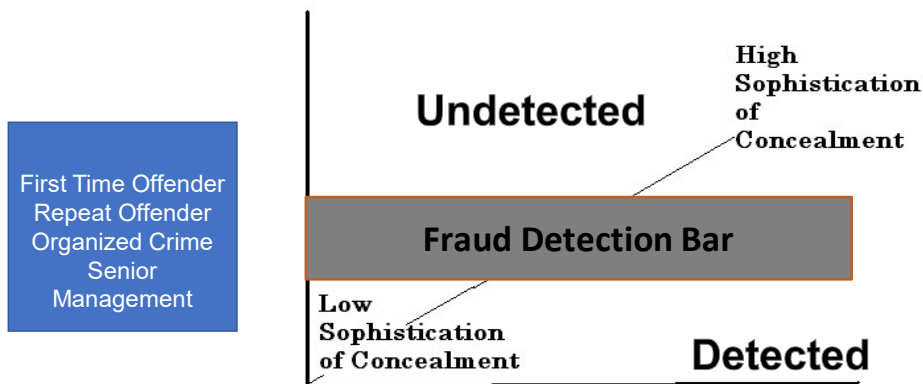 High
Sophistication
of
Concealment
Undetected
First Time Offender
Repeat Offender
Organized Crime
Senior
Management
Fraud Detection Bar
Low
Sophistication
of Concealment
Detected